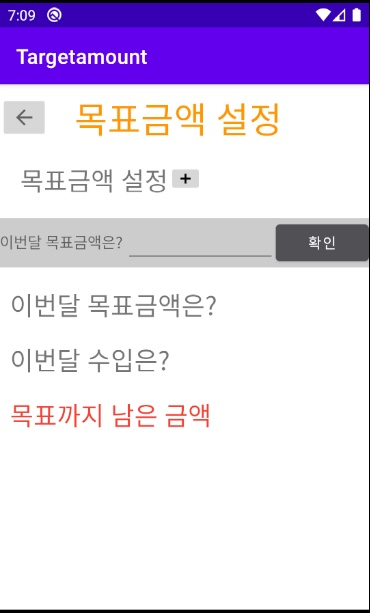 7:09
Targetamount
목표금액 설정
목표금액 설정 +
이번달 목표금액은? 확인
이번달 목표금액은?
이번달 수입은?
목표까지 남은 금액